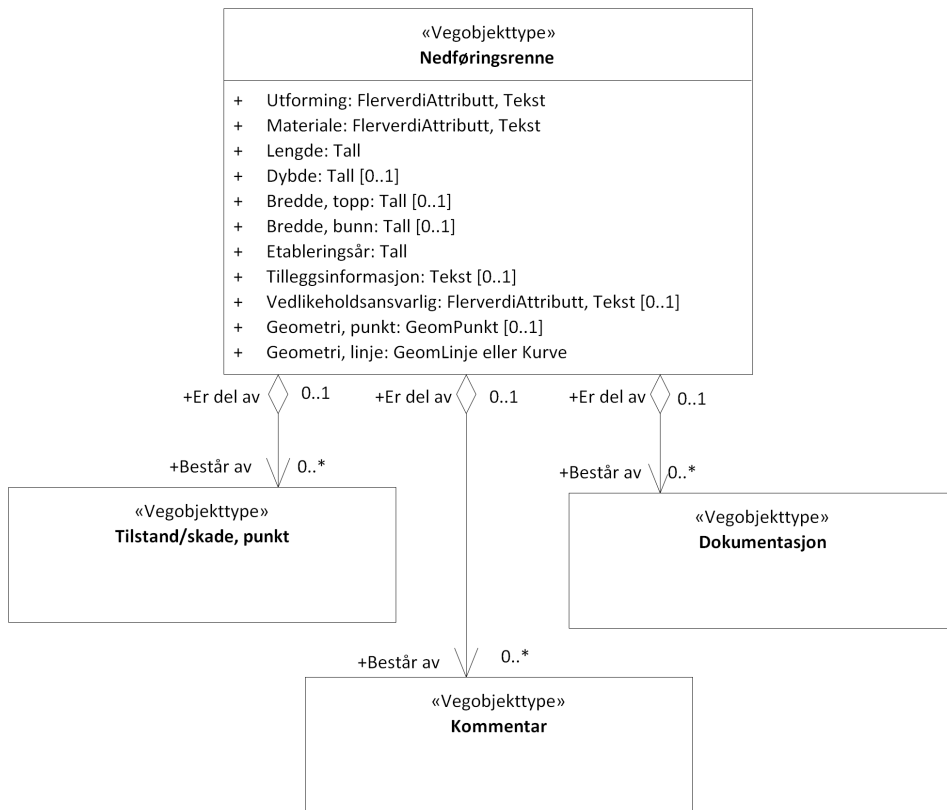 «Vegobjekttype»
Nedføringsrenne
+ Utforming: FlerverdiAttributt, Tekst
+ Materiale: FlerverdiAttributt, Tekst
+ Lengde: Tall
+ Dybde: Tall [0..1]
+ Bredde, topp: Tall [0..1]
+ Bredde, bunn: Tall [0..1]
+ Etableringsår: Tall
+ Tilleggsinformasjon: Tekst [0..1]
+ Vedlikeholdsansvarlig: FlerverdiAttributt, Tekst [0..1]
+ Geometri, punkt: GeomPunkt [0..1]
+ Geometri, linje: GeomLinje eller Kurve
+Er del av 0..1 +Er del av 0..1 +Er del av 0..1
+Består av 0..* +Består av 0..*
«Vegobjekttype»
Tilstand/skade, punkt
«Vegobjekttype»
Dokumentasjon
+Består av 0..*
«Vegobjekttype»
Kommentar